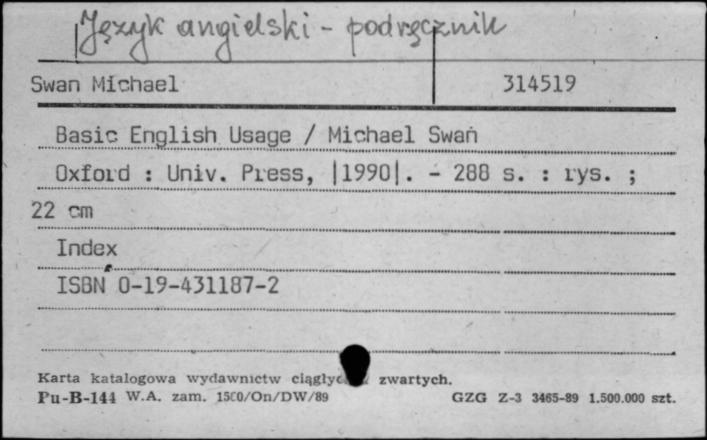 Język angielski - podręcznik
Swan Michael 314519
Basic English Usage / Michael Swan
Oxford : Univ. Press, |1990|. - 288 s. : rys. ;
22 cm
Index
ISBN 0-19-431187-2
Karta katalogowa wydawnictw zwartych.
Pu-B-144 W.A. zam. 1500/On/DW/89 GZG Z-3 3465-89 1.500.000 szt.